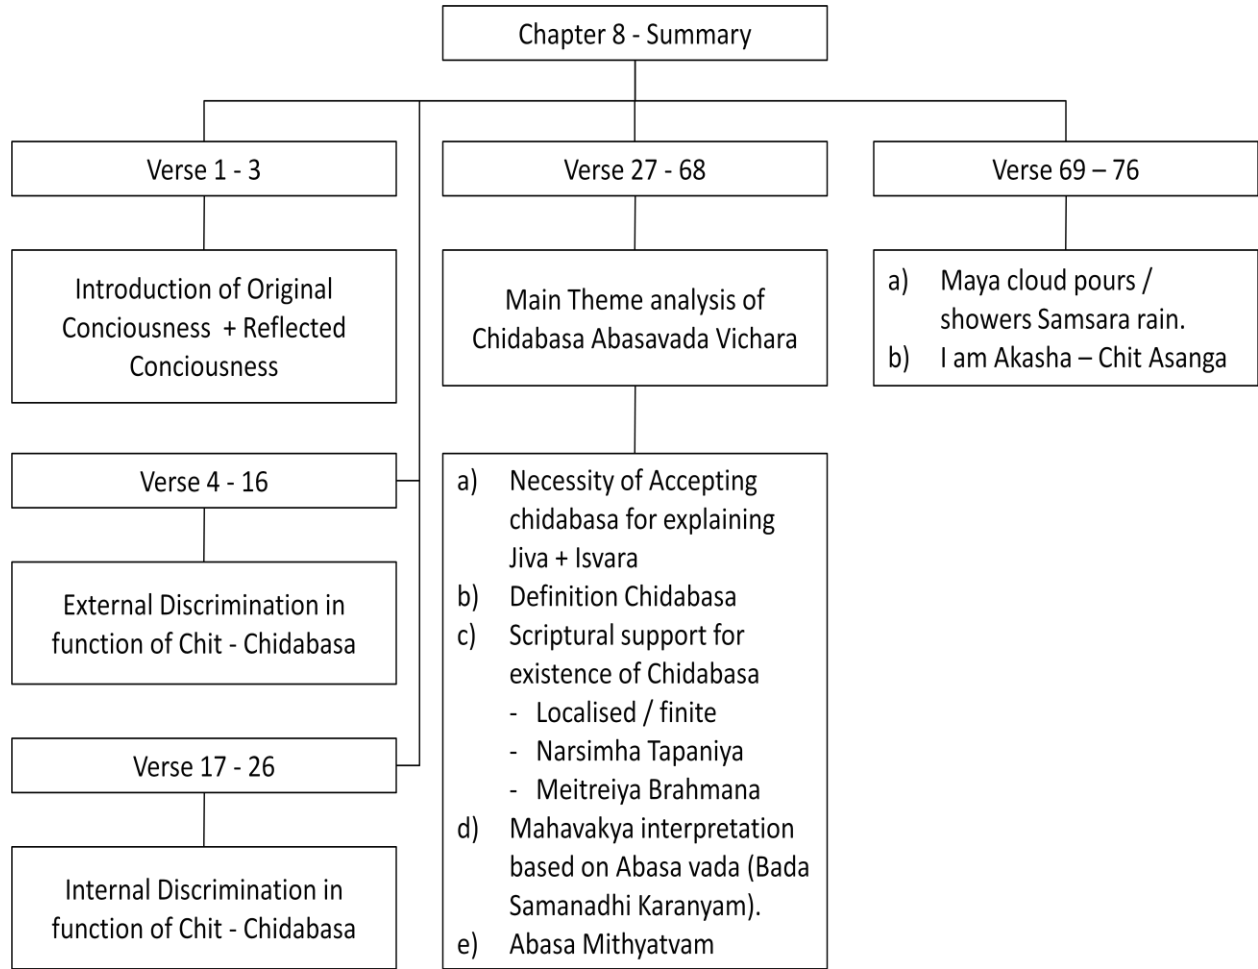 Chapter 8 - Summary
Verse 1 - 3
Introduction of Original
Conciousness + Reflected
Conciousness
Verse 4 - 16
External Discrimination in
function of Chit - Chidabasa
Verse 17 - 26
Internal Discrimination in
function of Chit - Chidabasa
Verse 27 - 68
Main Theme analysis of
Chidabasa Abasavada Vichara
a) Necessity of Accepting
chidabasa for explaining
Jiva + Isvara
b) Definition Chidabasa
c) Scriptural support for
existence of Chidabasa
- Localised / finite
- Narsimha Tapaniya
- Meitreiya Brahmana
d) Mahavakya interpretation
based on Abasa vada (Bada
Samanadhi Karanyam).
e) Abasa Mithyatvam
Verse 69 – 76
a) Maya cloud pours /
showers Samsara rain.
b) I am Akasha – Chit Asanga